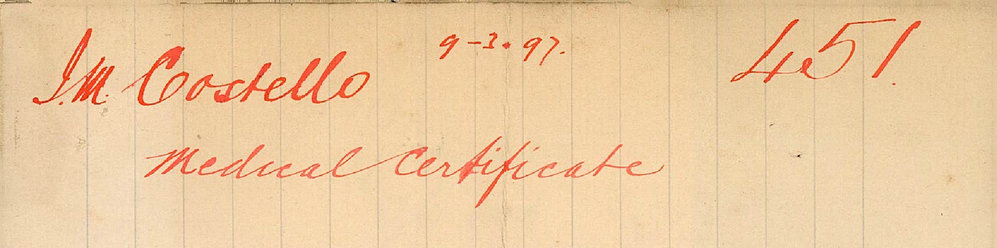 9-3.97.
J.M. Costello 451.
Medical Certificate